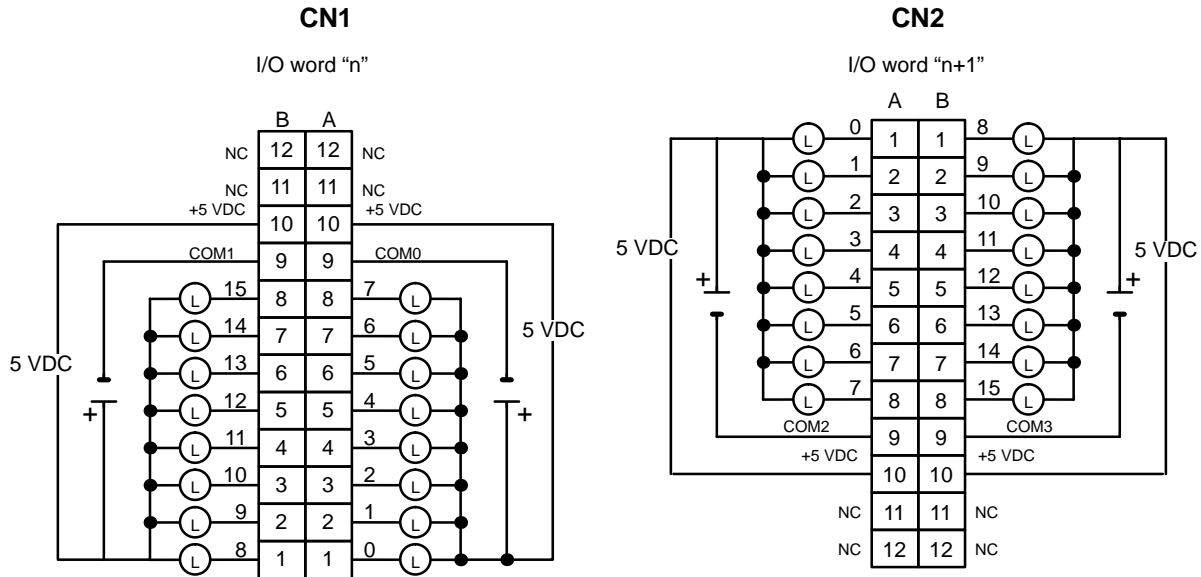 CN1
I/O word “n”
B A
NC 12 12 NC
NC 11 11 NC
+5 VDC 10 10 +5 VDC
COM1 9 9 COM0
L 15 8 8 7 L
L 14 7 7 6 L
5 VDC
L 13 6 6 5 L
5 VDC
+ L 12 5 5 4 L +
L 11 4 4 3 L
L 10 3 3 2 L
L 9 2 2 1 L
L 8 1 1 0 L
CN2
I/O word “n+1”
A B
L 0 1 1 8 L
L 1 2 2 9 L
L 2 3 3 10 L
5 VDC L 3 4 4 11 L 5 VDC
+ L 4 5 5 12 L +
L 5 6 6 13 L
L 6 7 7 14 L
L 7 8 8 15 L
COM2 9 9 COM3
+5 VDC 10 10 +5 VDC
NC 11 11 NC
NC 12 12 NC